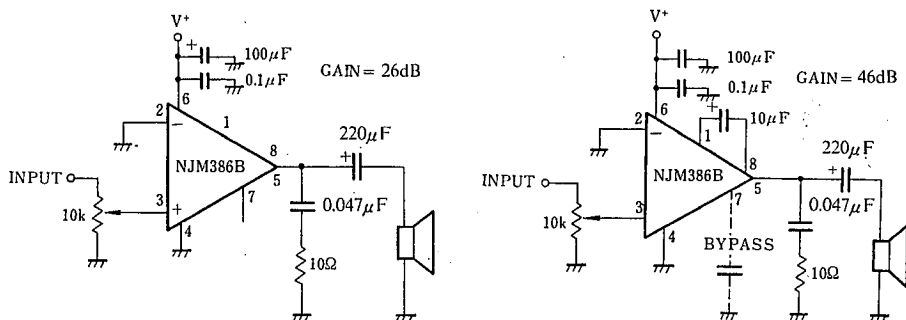 V+
100μF
0.1μF
GAIN= 26dB
6
2
1
−
220μF
8
+
NJM386B
5
INPUT
7
0.047μF
3
+
10k
4
10Ω
V+
100μF
0.1μF
GAIN= 46dB
6
+
2
10μF
−
1
220μF
NJM386B
8
+
INPUT
5
7
0.047μF
3
10k
4
BYPASS
10Ω